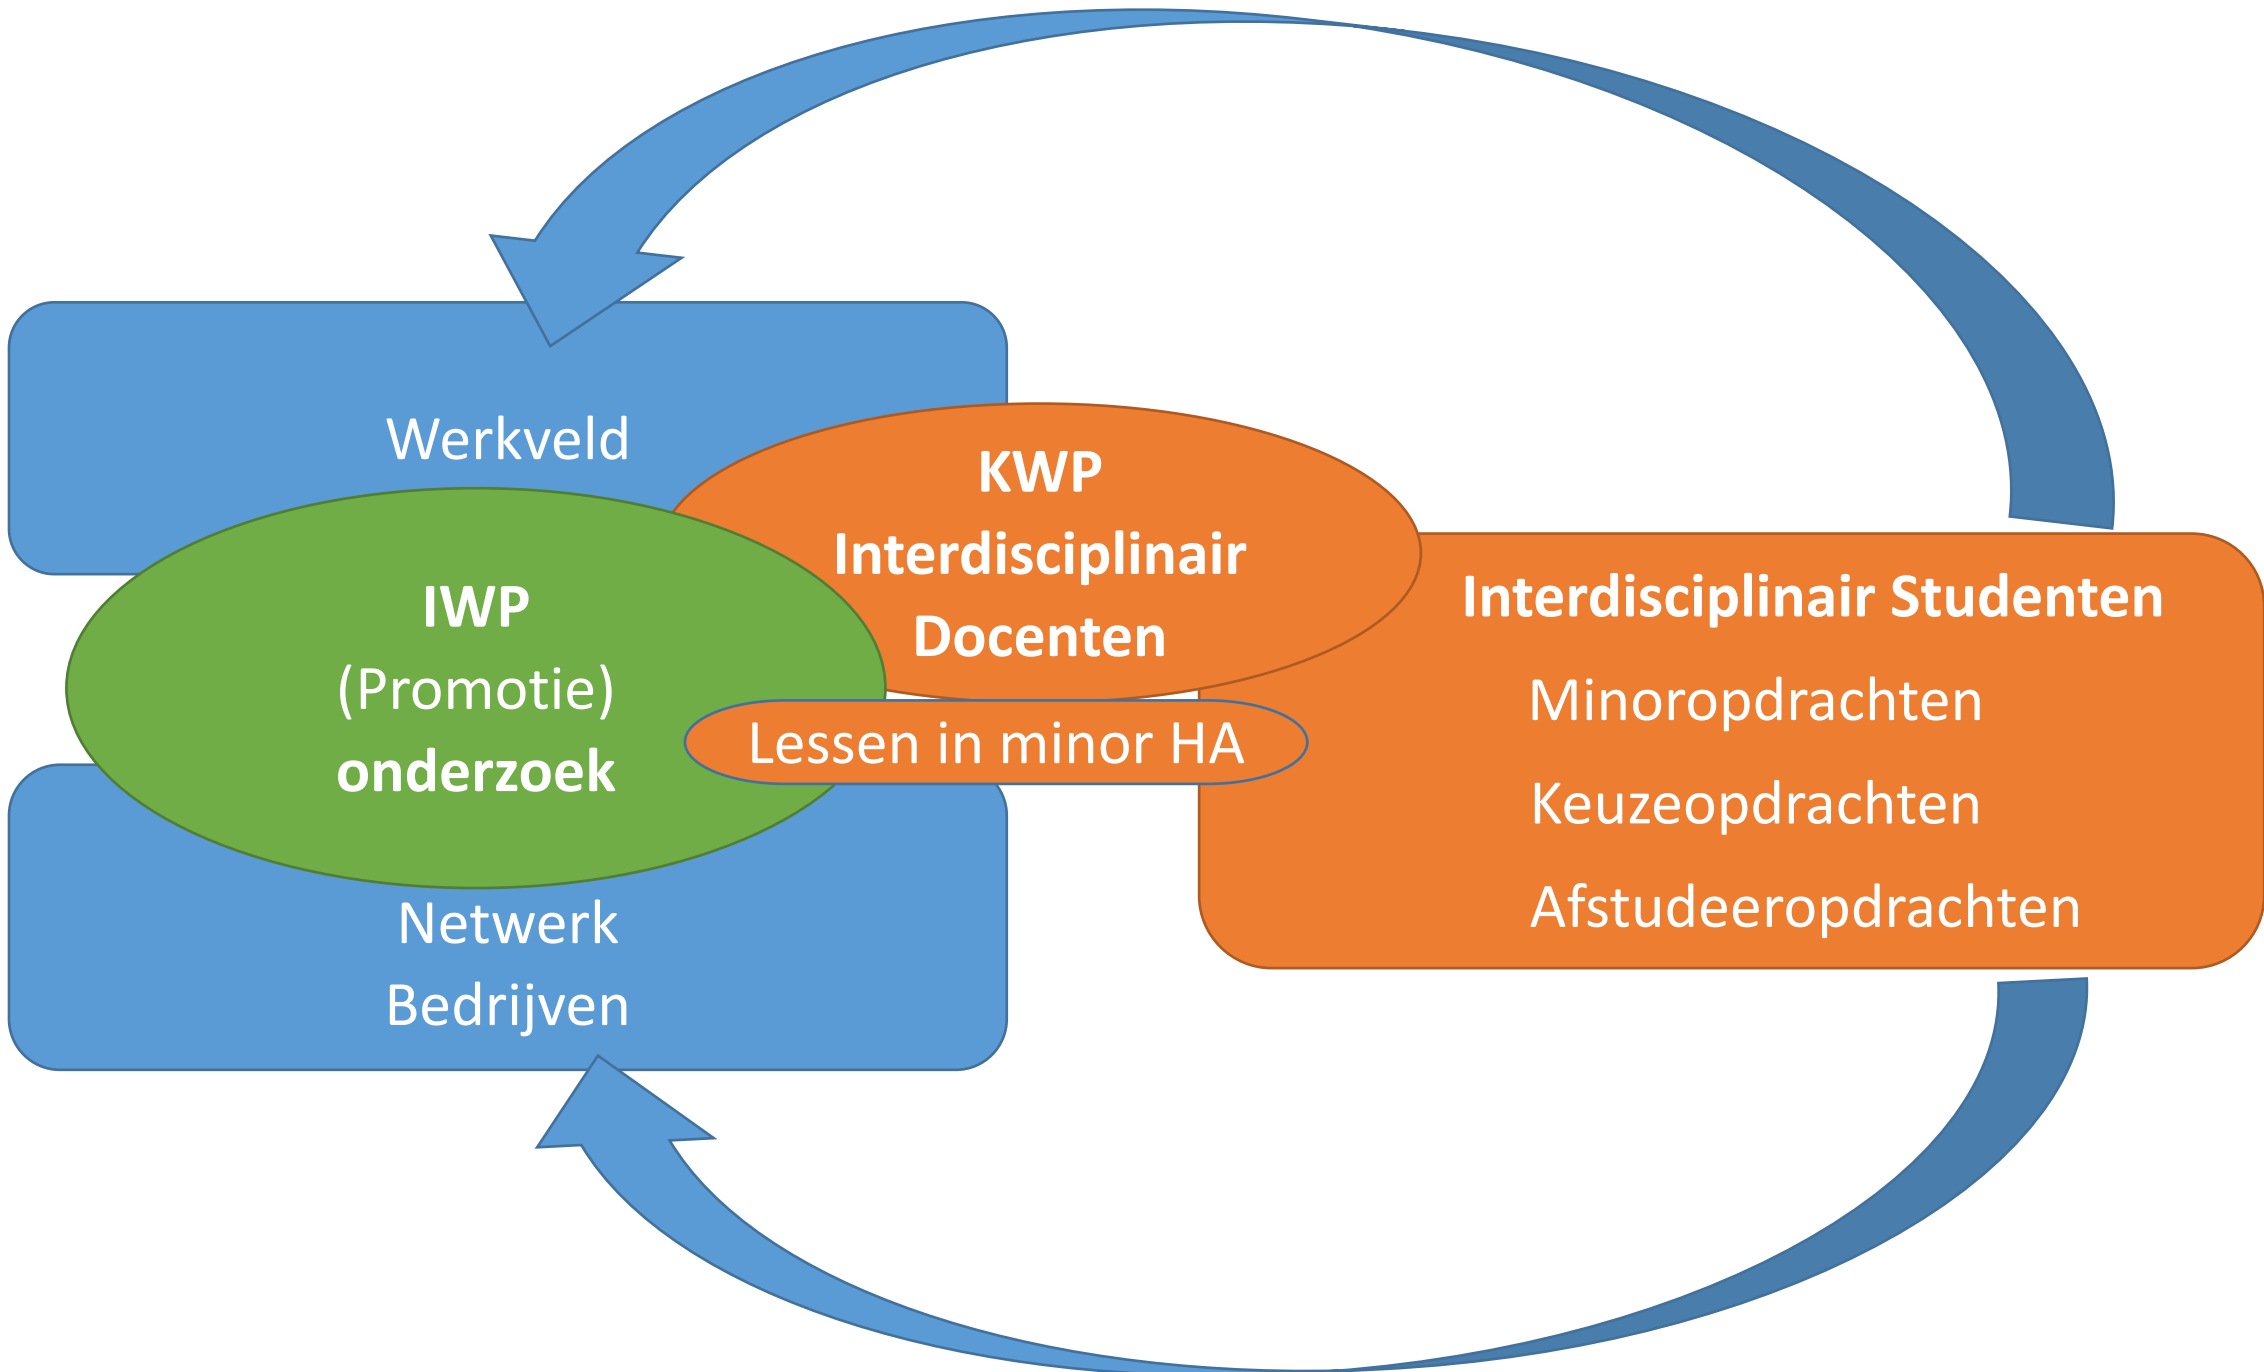 Werkveld
KWP
Interdisciplinair
Docenten
IWP
(Promotie)
onderzoek
Lessen in minor HA
Netwerk
Bedrijven
Interdisciplinair Studenten
Minoropdrachten
Keuzeopdrachten
Afstudeeropdrachten